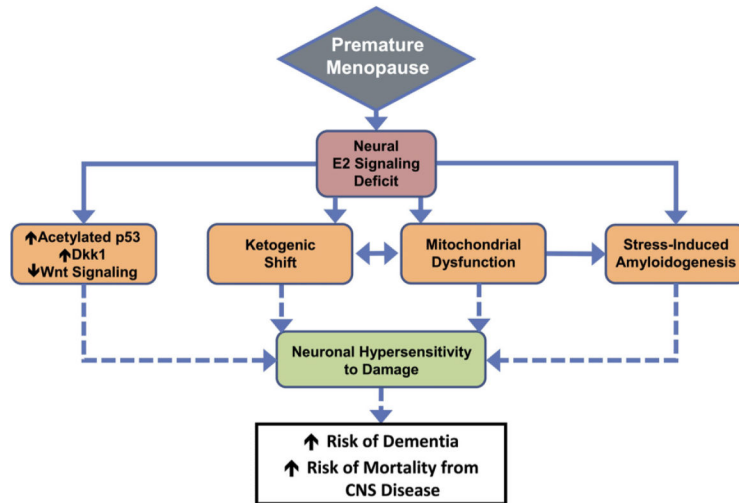 Premature
Menopause
Neural
E2 Signaling
Deficit
↑Acetylated p53
↑Dkk1
↓Wnt Signaling
Ketogenic
Shift
Mitochondrial
Dysfunction
Stress-Induced
Amyloidogenesis
Neuronal Hypersensitivity
to Damage
↑ Risk of Dementia
↑ Risk of Mortality from
CNS Disease